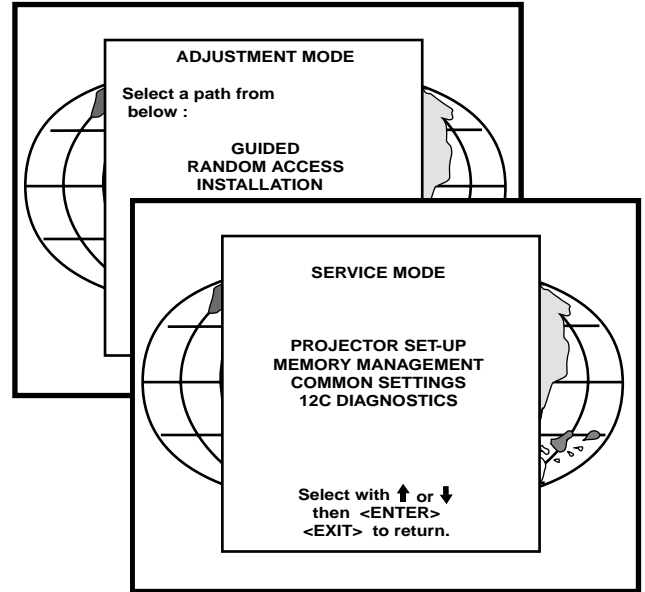 ADJUSTMENT MODE
Select a path from
below :
GUIDED
RANDOM ACCESS
INSTALLATION
SERVICE MODE
PROJECTOR SET-UP
MEMORY MANAGEMENT
COMMON SETTINGS
12C DIAGNOSTICS
Select with ⬆ or ⬇
then <ENTER>
<EXIT> to return.